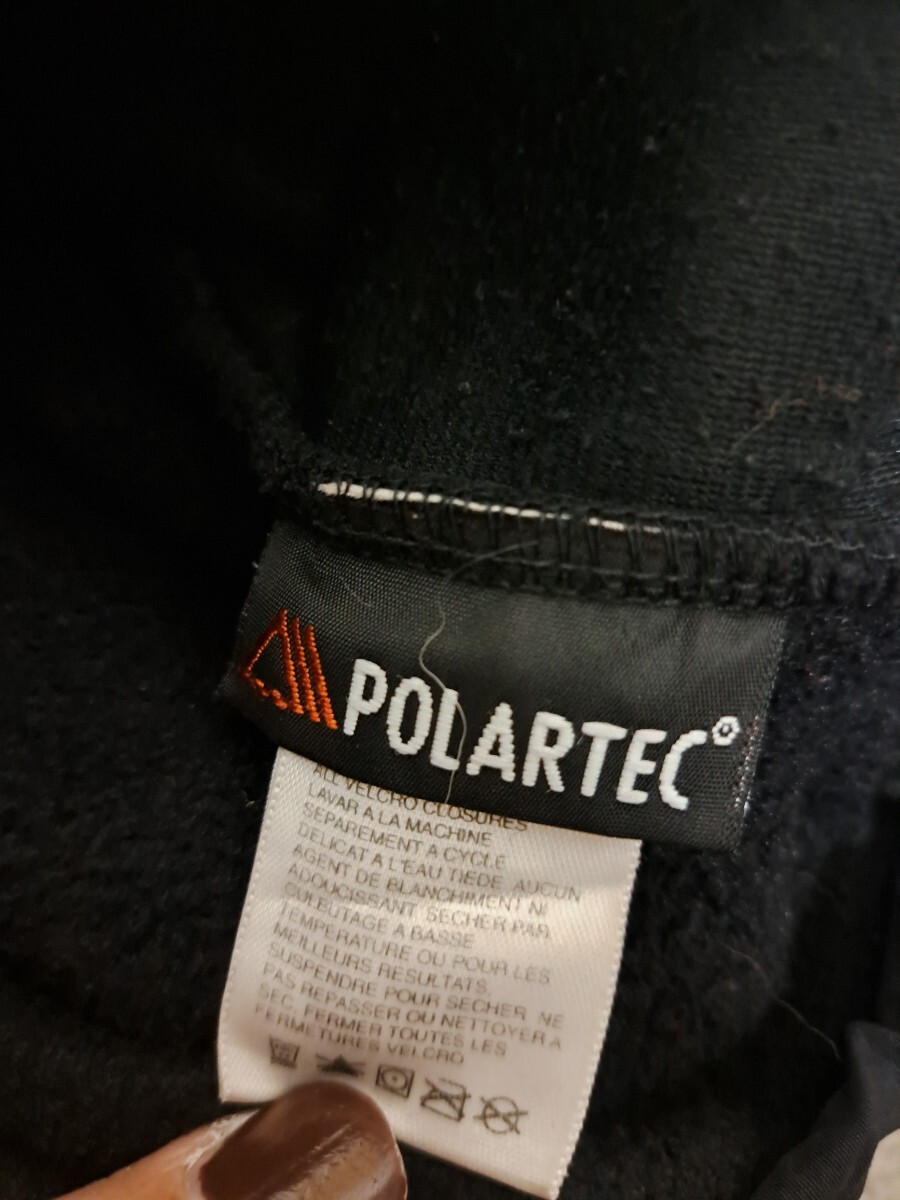 POLARTEC®
ALL VELCRO CLOSURES
LAVAR A LA MACHINE
SEPAREMENT A CYCLE
DELICAT A L'EAU TIEDE. AUCUN
AGENT DE BLANCHIMENT NI
ADOUCISSANT. SECHER PAR
CULEUTAGE A BASSE
TEMPERATURE OU POUR LES
MEILLEURS RESULTATS,
SUSPENDRE POUR SECHER NE
PAS REPASSER OU NETTOYER A
SEC. FERMER TOUTES LES
FERMETURES VELCRO